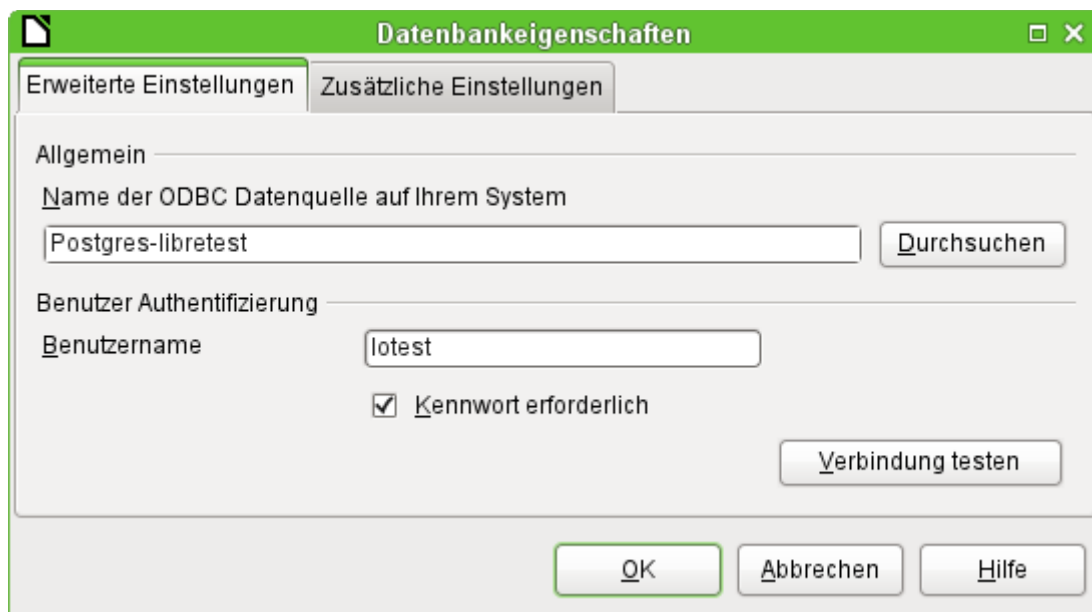 Datenbankeigenschaften
Erweiterte Einstellungen Zusätzliche Einstellungen
Allgemein
Name der ODBC Datenquelle auf Ihrem System
Postgres-libretest Durchsuchen
Benutzer Authentifizierung
Benutzername lotest
Kennwort erforderlich
Verbindung testen
OK Abbrechen Hilfe